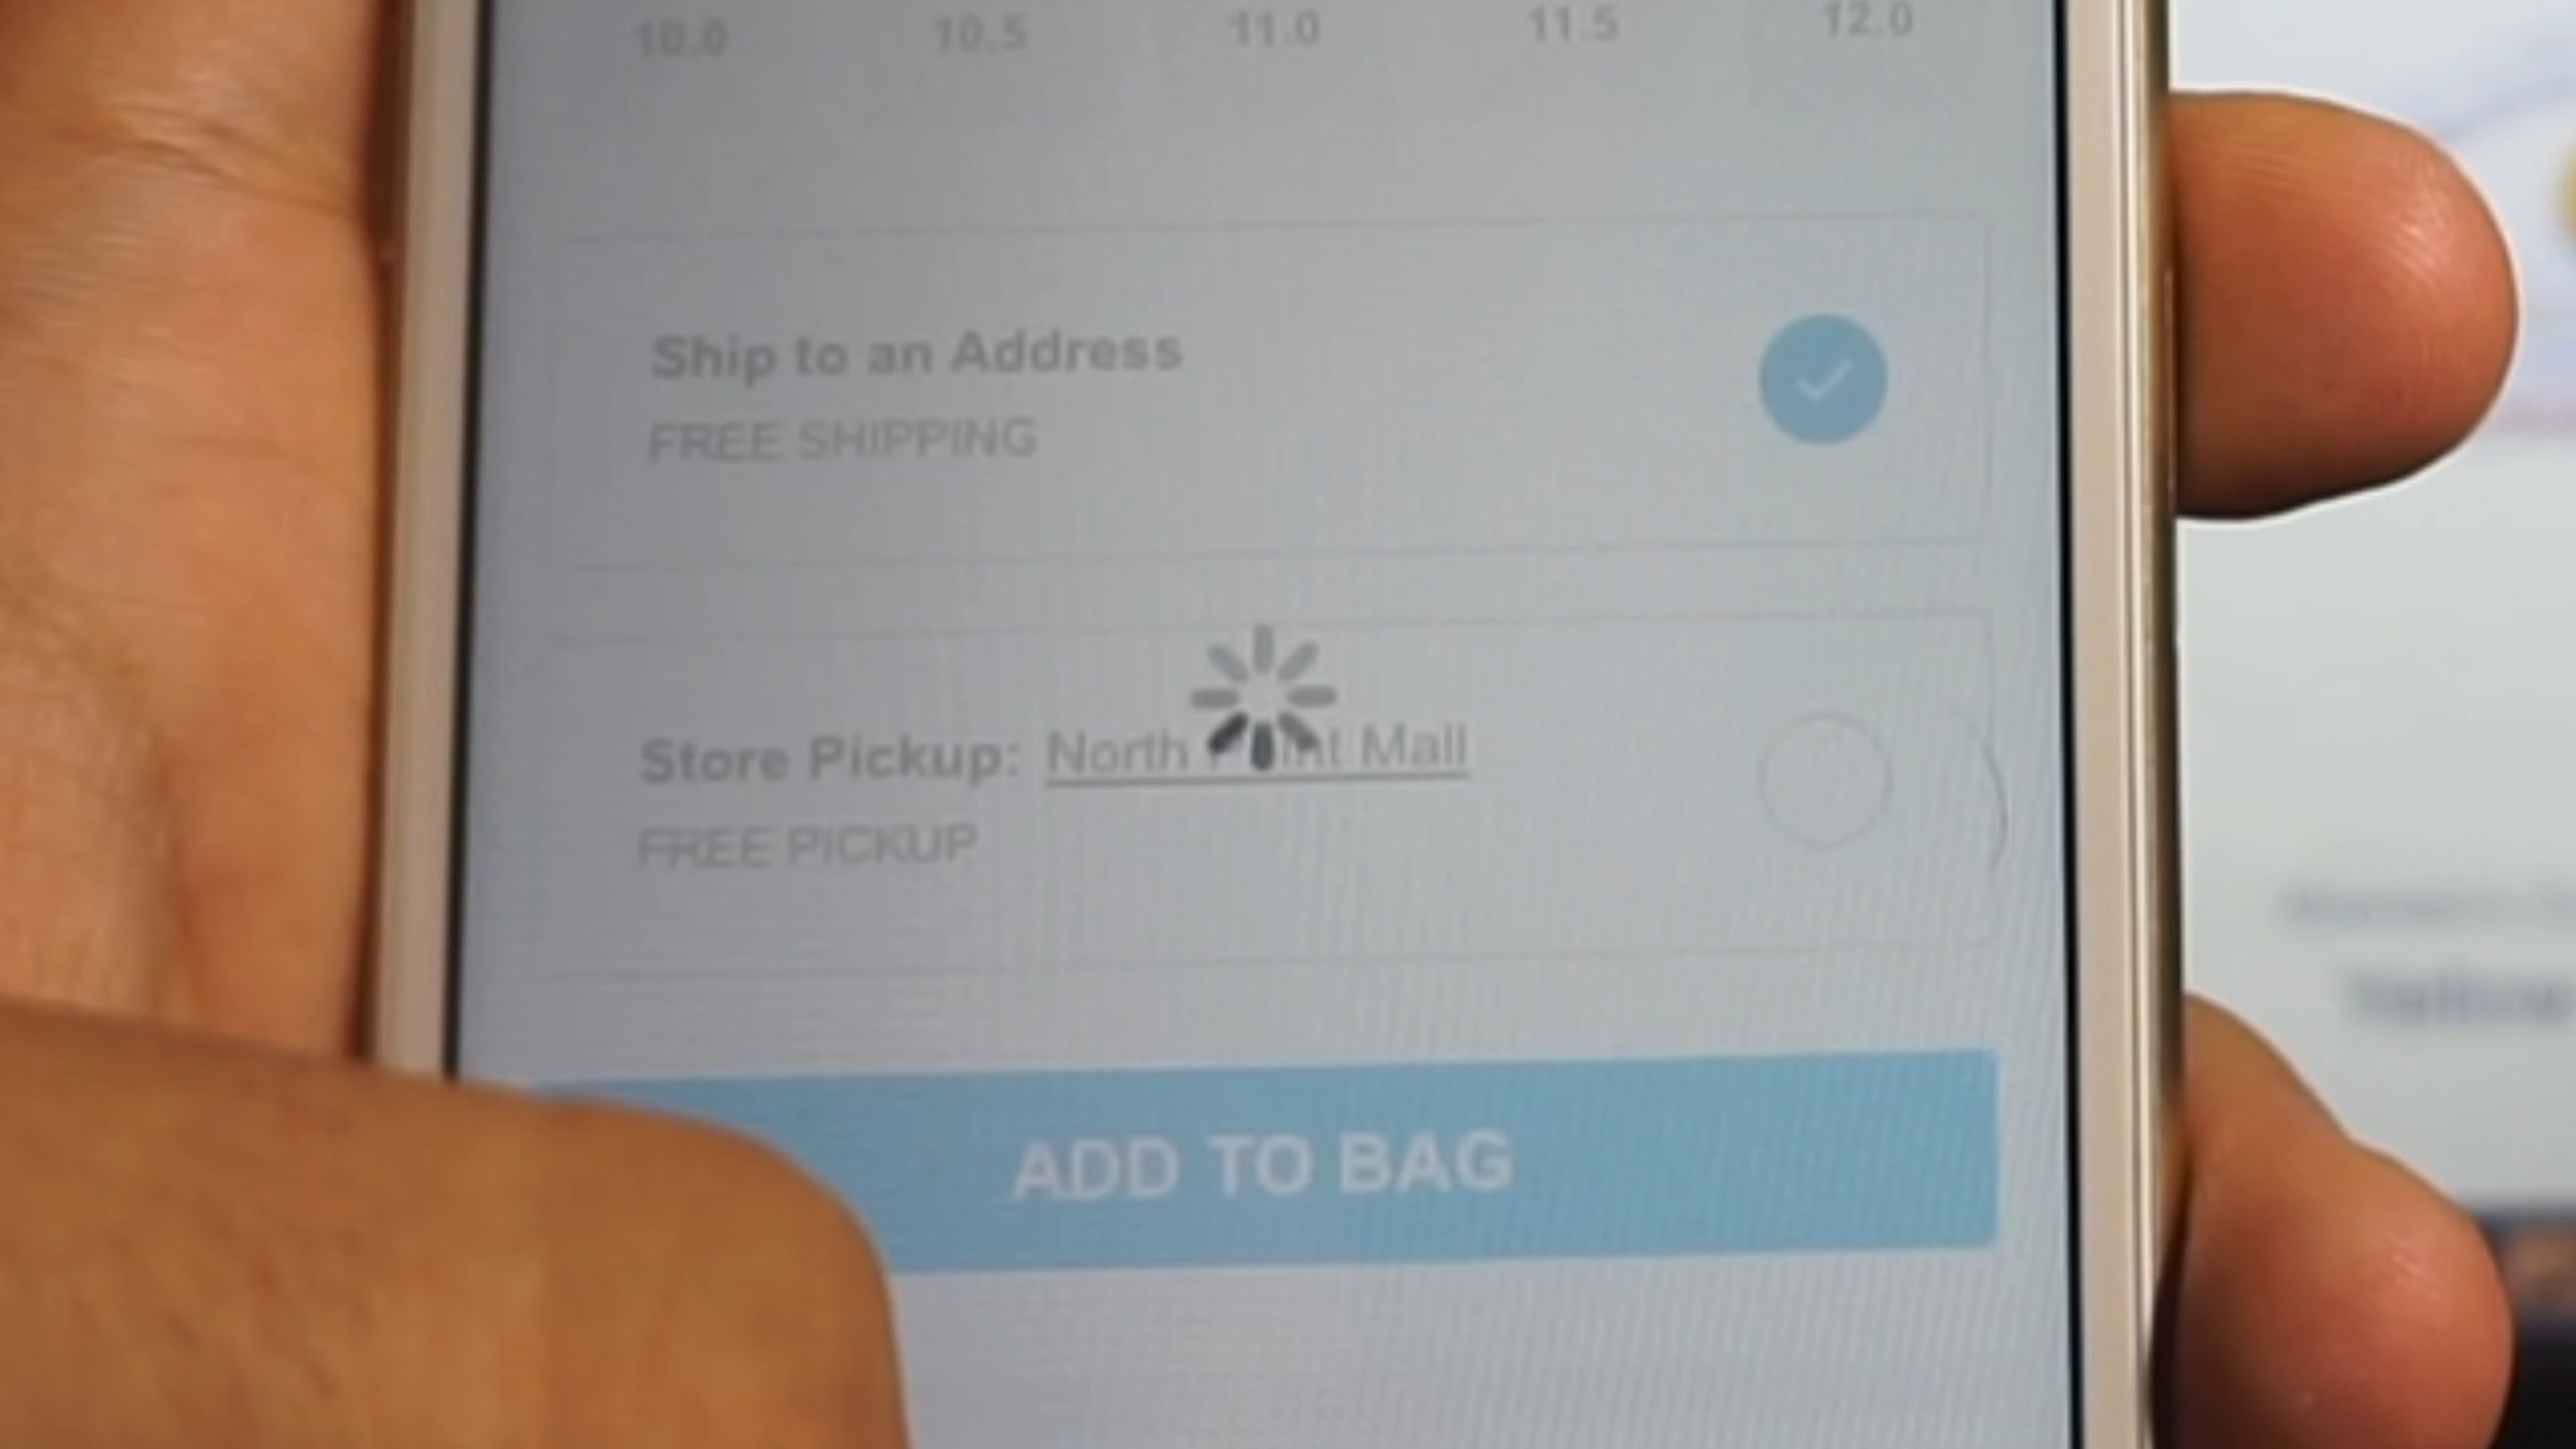 10.0 10.5 11.0 11.5 12.0
Ship to an Address
FREE SHIPPING
Store Pickup: North Point Mall
FREE PICKUP
ADD TO BAG